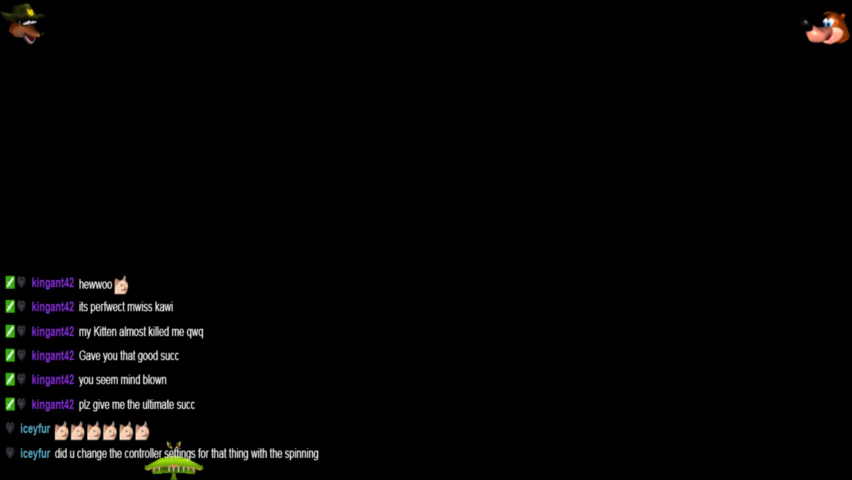 kingant42 hewwoo
kingant42 its perfwect mwiss kawi
kingant42 my Kitten almost killed me qwq
kingant42 Gave you that good succ
kingant42 you seem mind blown
kingant42 plz give me the ultimate succ
iceyfur
iceyfur did u change the controller settings for that thing with the spinning